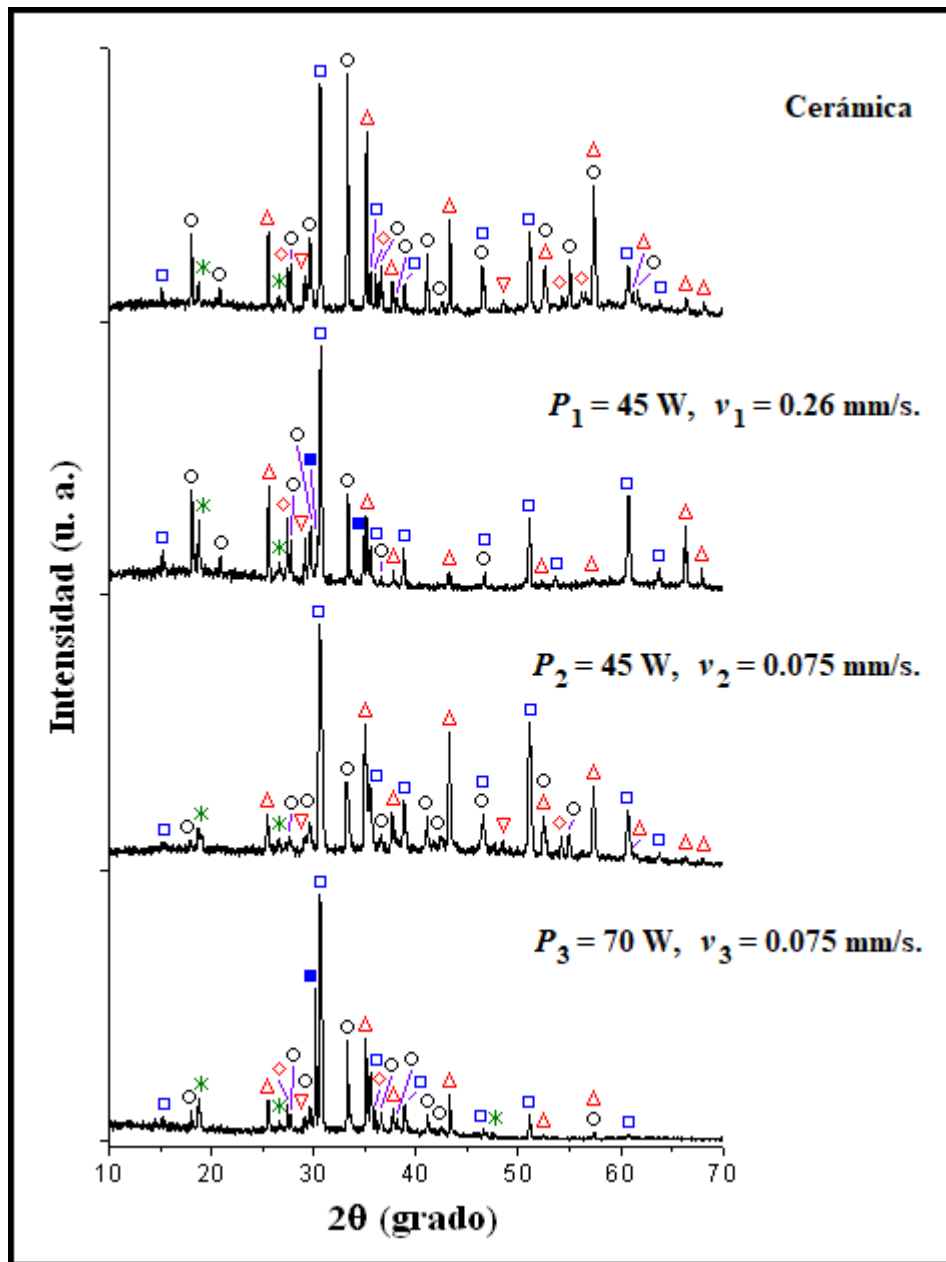 Cerámica
P1 = 45 W, v1 = 0.26 mm/s.
P2 = 45 W, v2 = 0.075 mm/s.
P3 = 70 W, v3 = 0.075 mm/s.
Intensidad (u. a.)
10 20 30 40 50 60 70
2θ (grado)